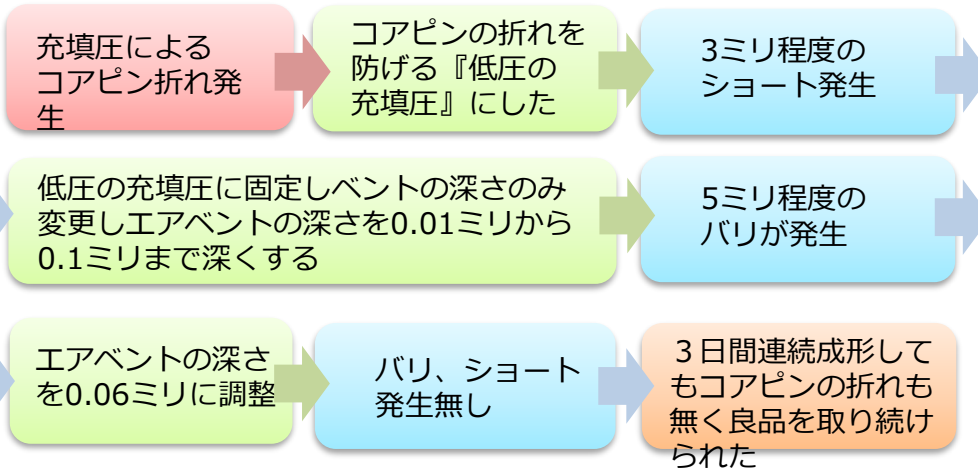 充填圧による
コアピン折れ発
生
コアピンの折れを
防げる『低圧の
充填圧』にした
3ミリ程度の
ショート発生
低圧の充填圧に固定しベントの深さのみ
変更しエアベントの深さを0.01ミリから
0.1ミリまで深くする
5ミリ程度の
バリが発生
エアベントの深さ
を0.06ミリに調整
バリ、ショート
発生無し
３日間連続成形して
もコアピンの折れも
無く良品を取り続け
られた